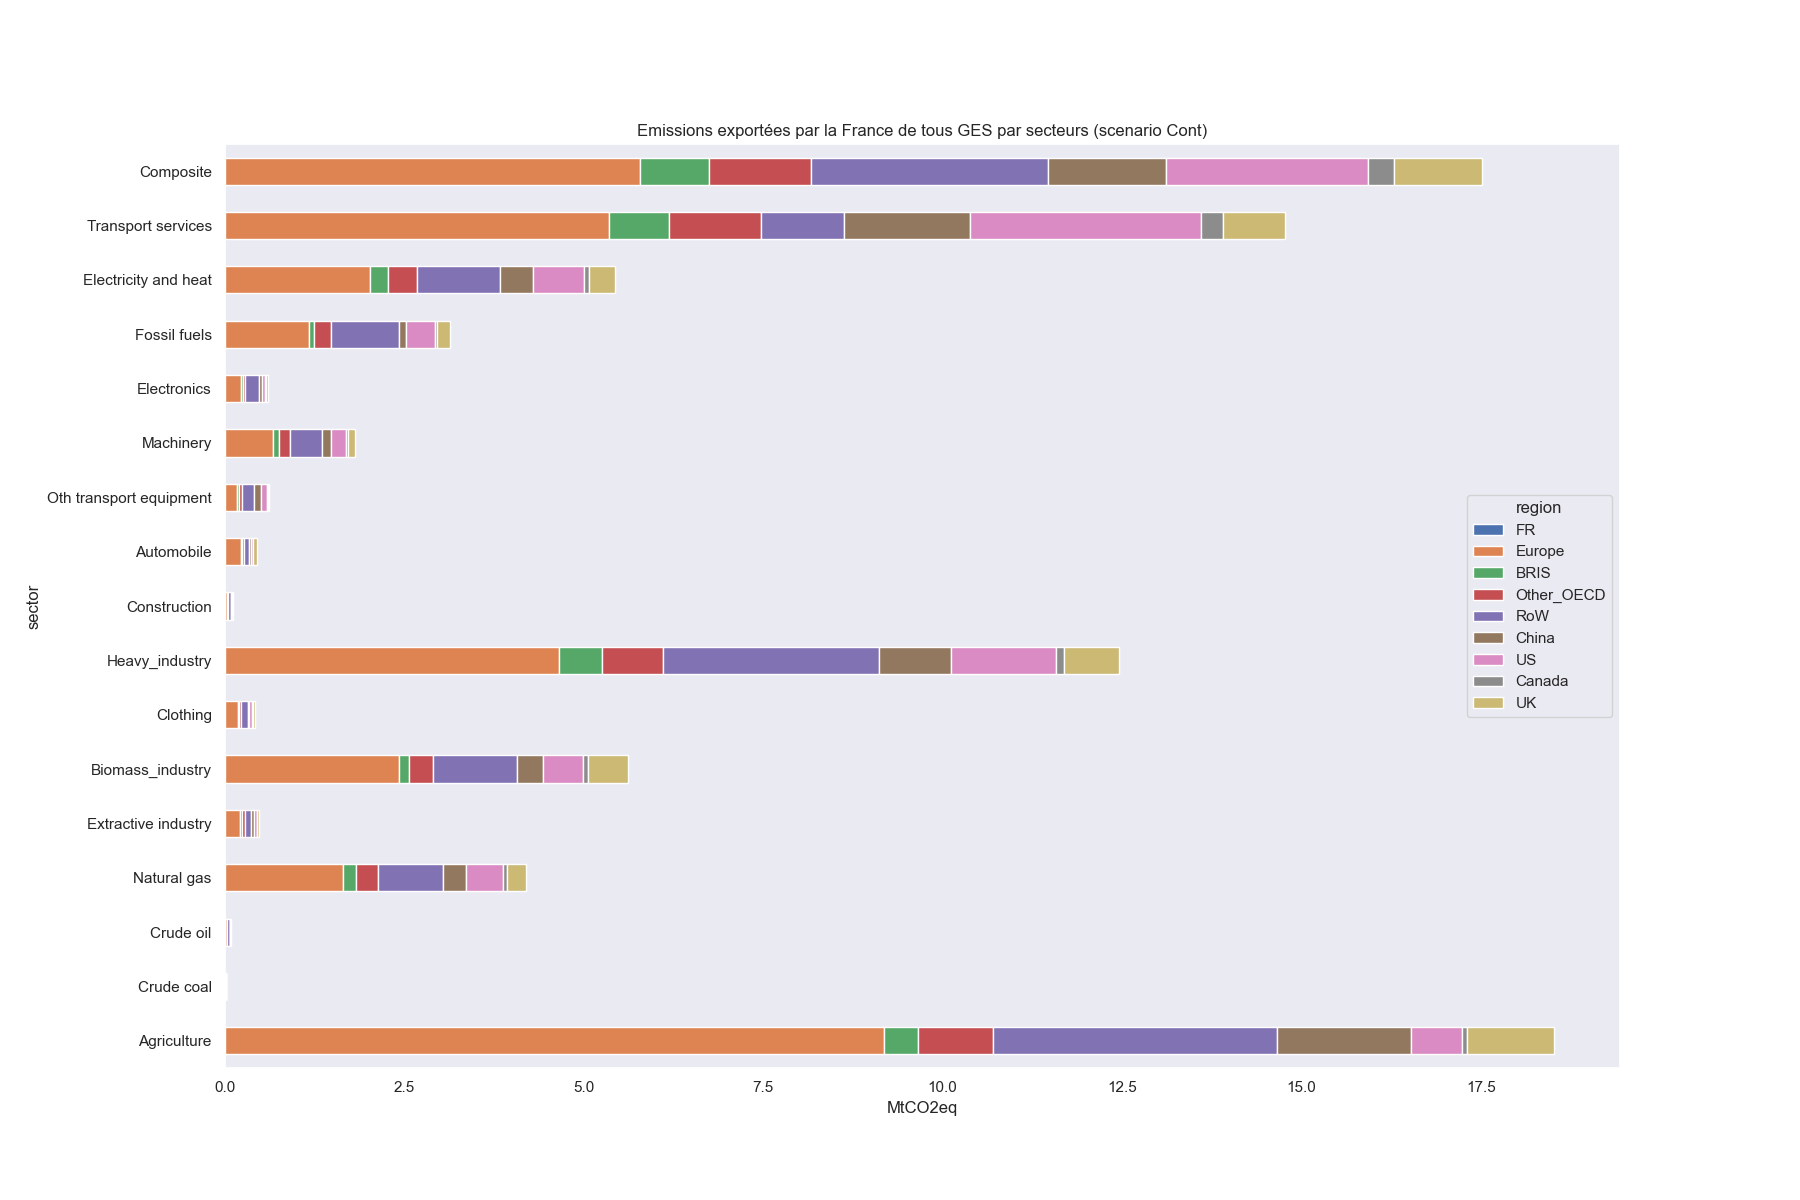 Emissions exportées par la France de tous GES par secteurs (scenario Cont)
Composite
Transport services
Electricity and heat
Fossil fuels
Electronics
Machinery
Oth transport equipment
Automobile
Construction
Heavy_industry
Clothing
Biomass_industry
Extractive industry
Natural gas
Crude oil
Crude coal
Agriculture
sector
region
FR
Europe
BRIS
Other_OECD
RoW
China
US
Canada
UK
0.0 2.5 5.0 7.5 10.0 12.5 15.0 17.5
MtCO2eq